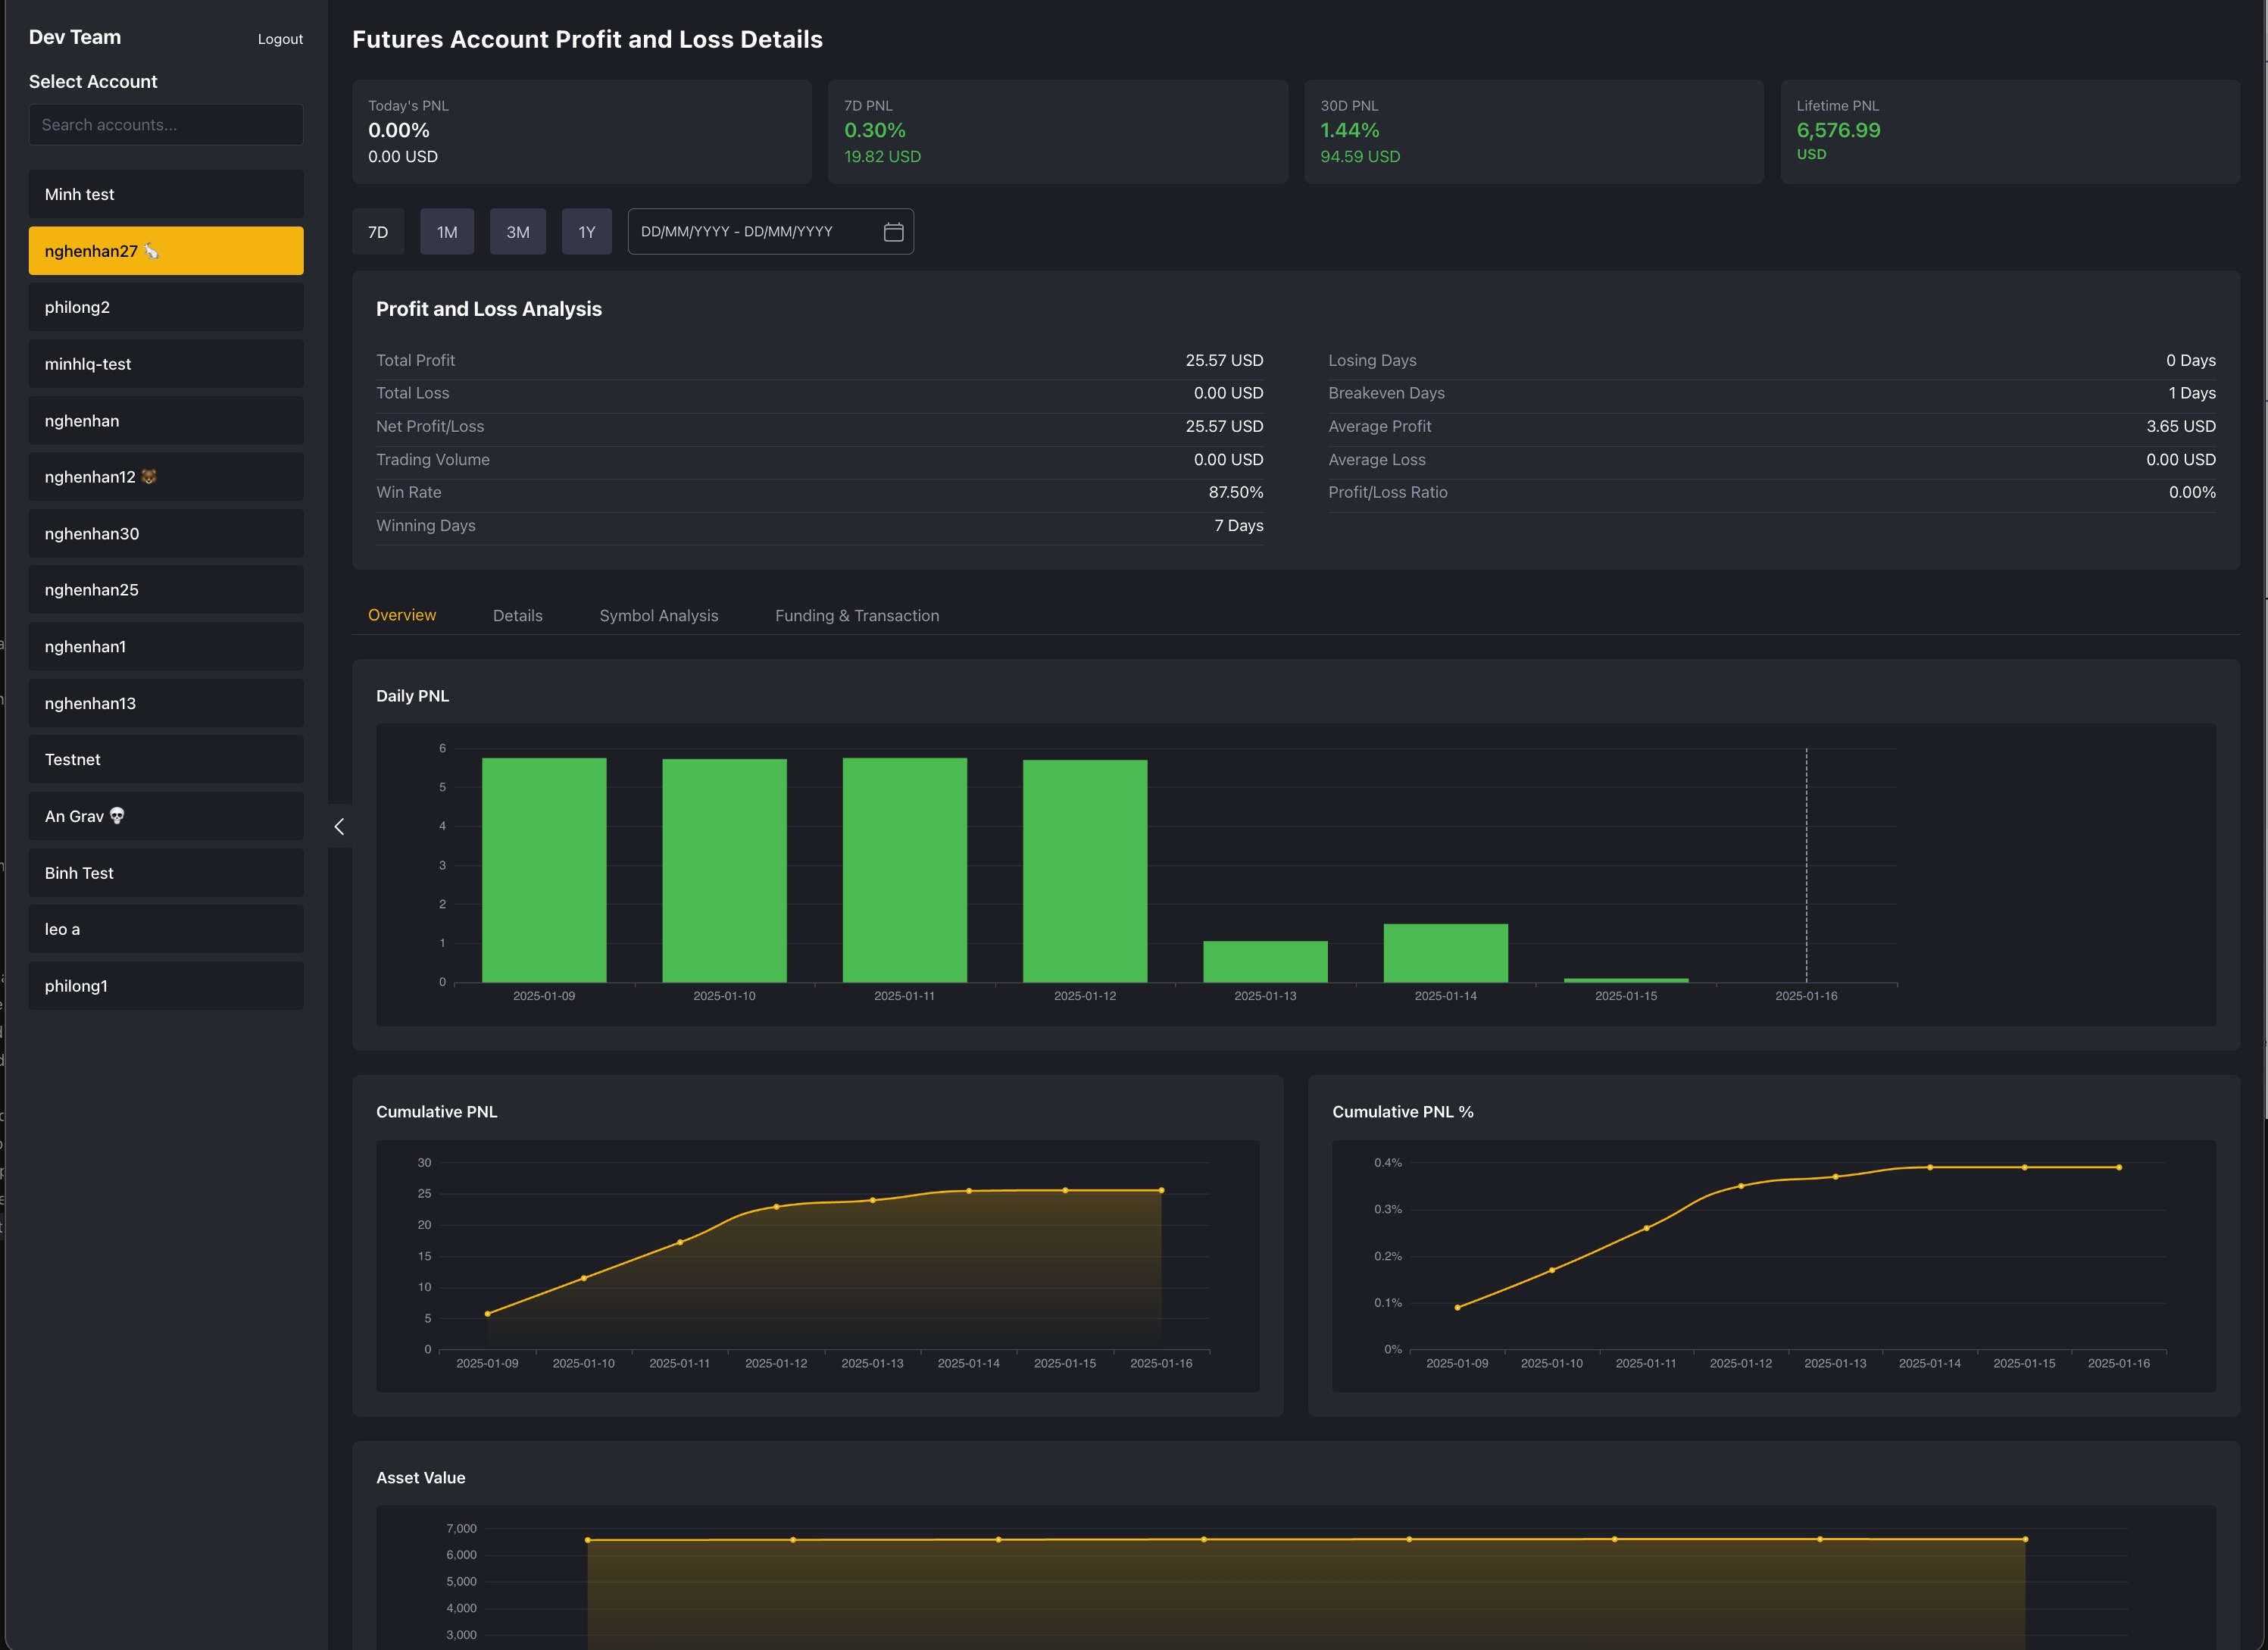 Dev Team
Logout
Select Account
Search accounts...
Minh test
nghenhan27 🐇
philong2
minhlq-test
nghenhan
nghenhan12 🐻
nghenhan30
nghenhan25
nghenhan1
nghenhan13
Testnet
An Grav 💀
Binh Test
leo a
philong1
Futures Account Profit and Loss Details
Today's PNL
0.00%
0.00 USD
7D PNL
0.30%
19.82 USD
30D PNL
1.44%
94.59 USD
Lifetime PNL
6,576.99
USD
7D 1M 3M 1Y DD/MM/YYYY - DD/MM/YYYY
Profit and Loss Analysis
Total Profit 25.57 USD
Total Loss 0.00 USD
Net Profit/Loss 25.57 USD
Trading Volume 0.00 USD
Win Rate 87.50%
Winning Days 7 Days
Losing Days 0 Days
Breakeven Days 1 Days
Average Profit 3.65 USD
Average Loss 0.00 USD
Profit/Loss Ratio 0.00%
Overview Details Symbol Analysis Funding & Transaction
Daily PNL
6
5
4
3
2
1
0
2025-01-09 2025-01-10 2025-01-11 2025-01-12 2025-01-13 2025-01-14 2025-01-15 2025-01-16
Cumulative PNL
30
25
20
15
10
5
0
2025-01-09 2025-01-10 2025-01-11 2025-01-12 2025-01-13 2025-01-14 2025-01-15 2025-01-16
Cumulative PNL %
0.4%
0.3%
0.2%
0.1%
0%
2025-01-09 2025-01-10 2025-01-11 2025-01-12 2025-01-13 2025-01-14 2025-01-15 2025-01-16
Asset Value
7,000
6,000
5,000
4,000
3,000